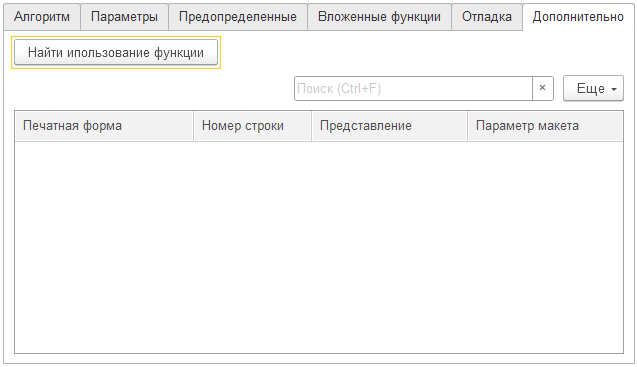 Алгоритм Параметры Предопределенные Вложенные функции Отладка Дополнительно
Найти ипользование функции
Поиск (Ctrl+F) × Еще
Печатная форма Номер строки Представление Параметр макета